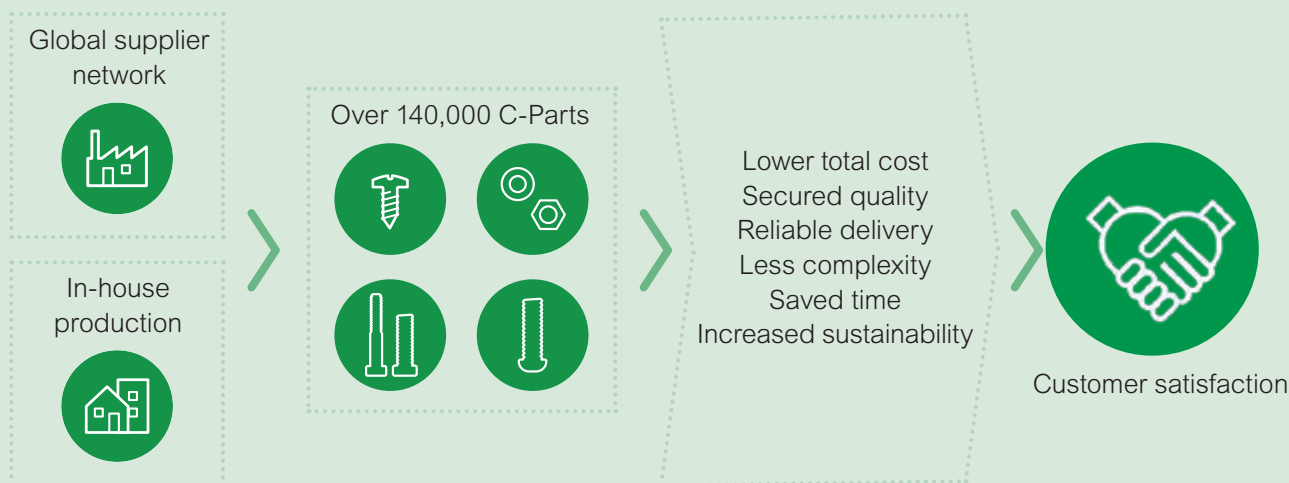 Global supplier
network
In-house
production
Over 140,000 C-Parts
Lower total cost
Secured quality
Reliable delivery
Less complexity
Saved time
Increased sustainability
Customer satisfaction